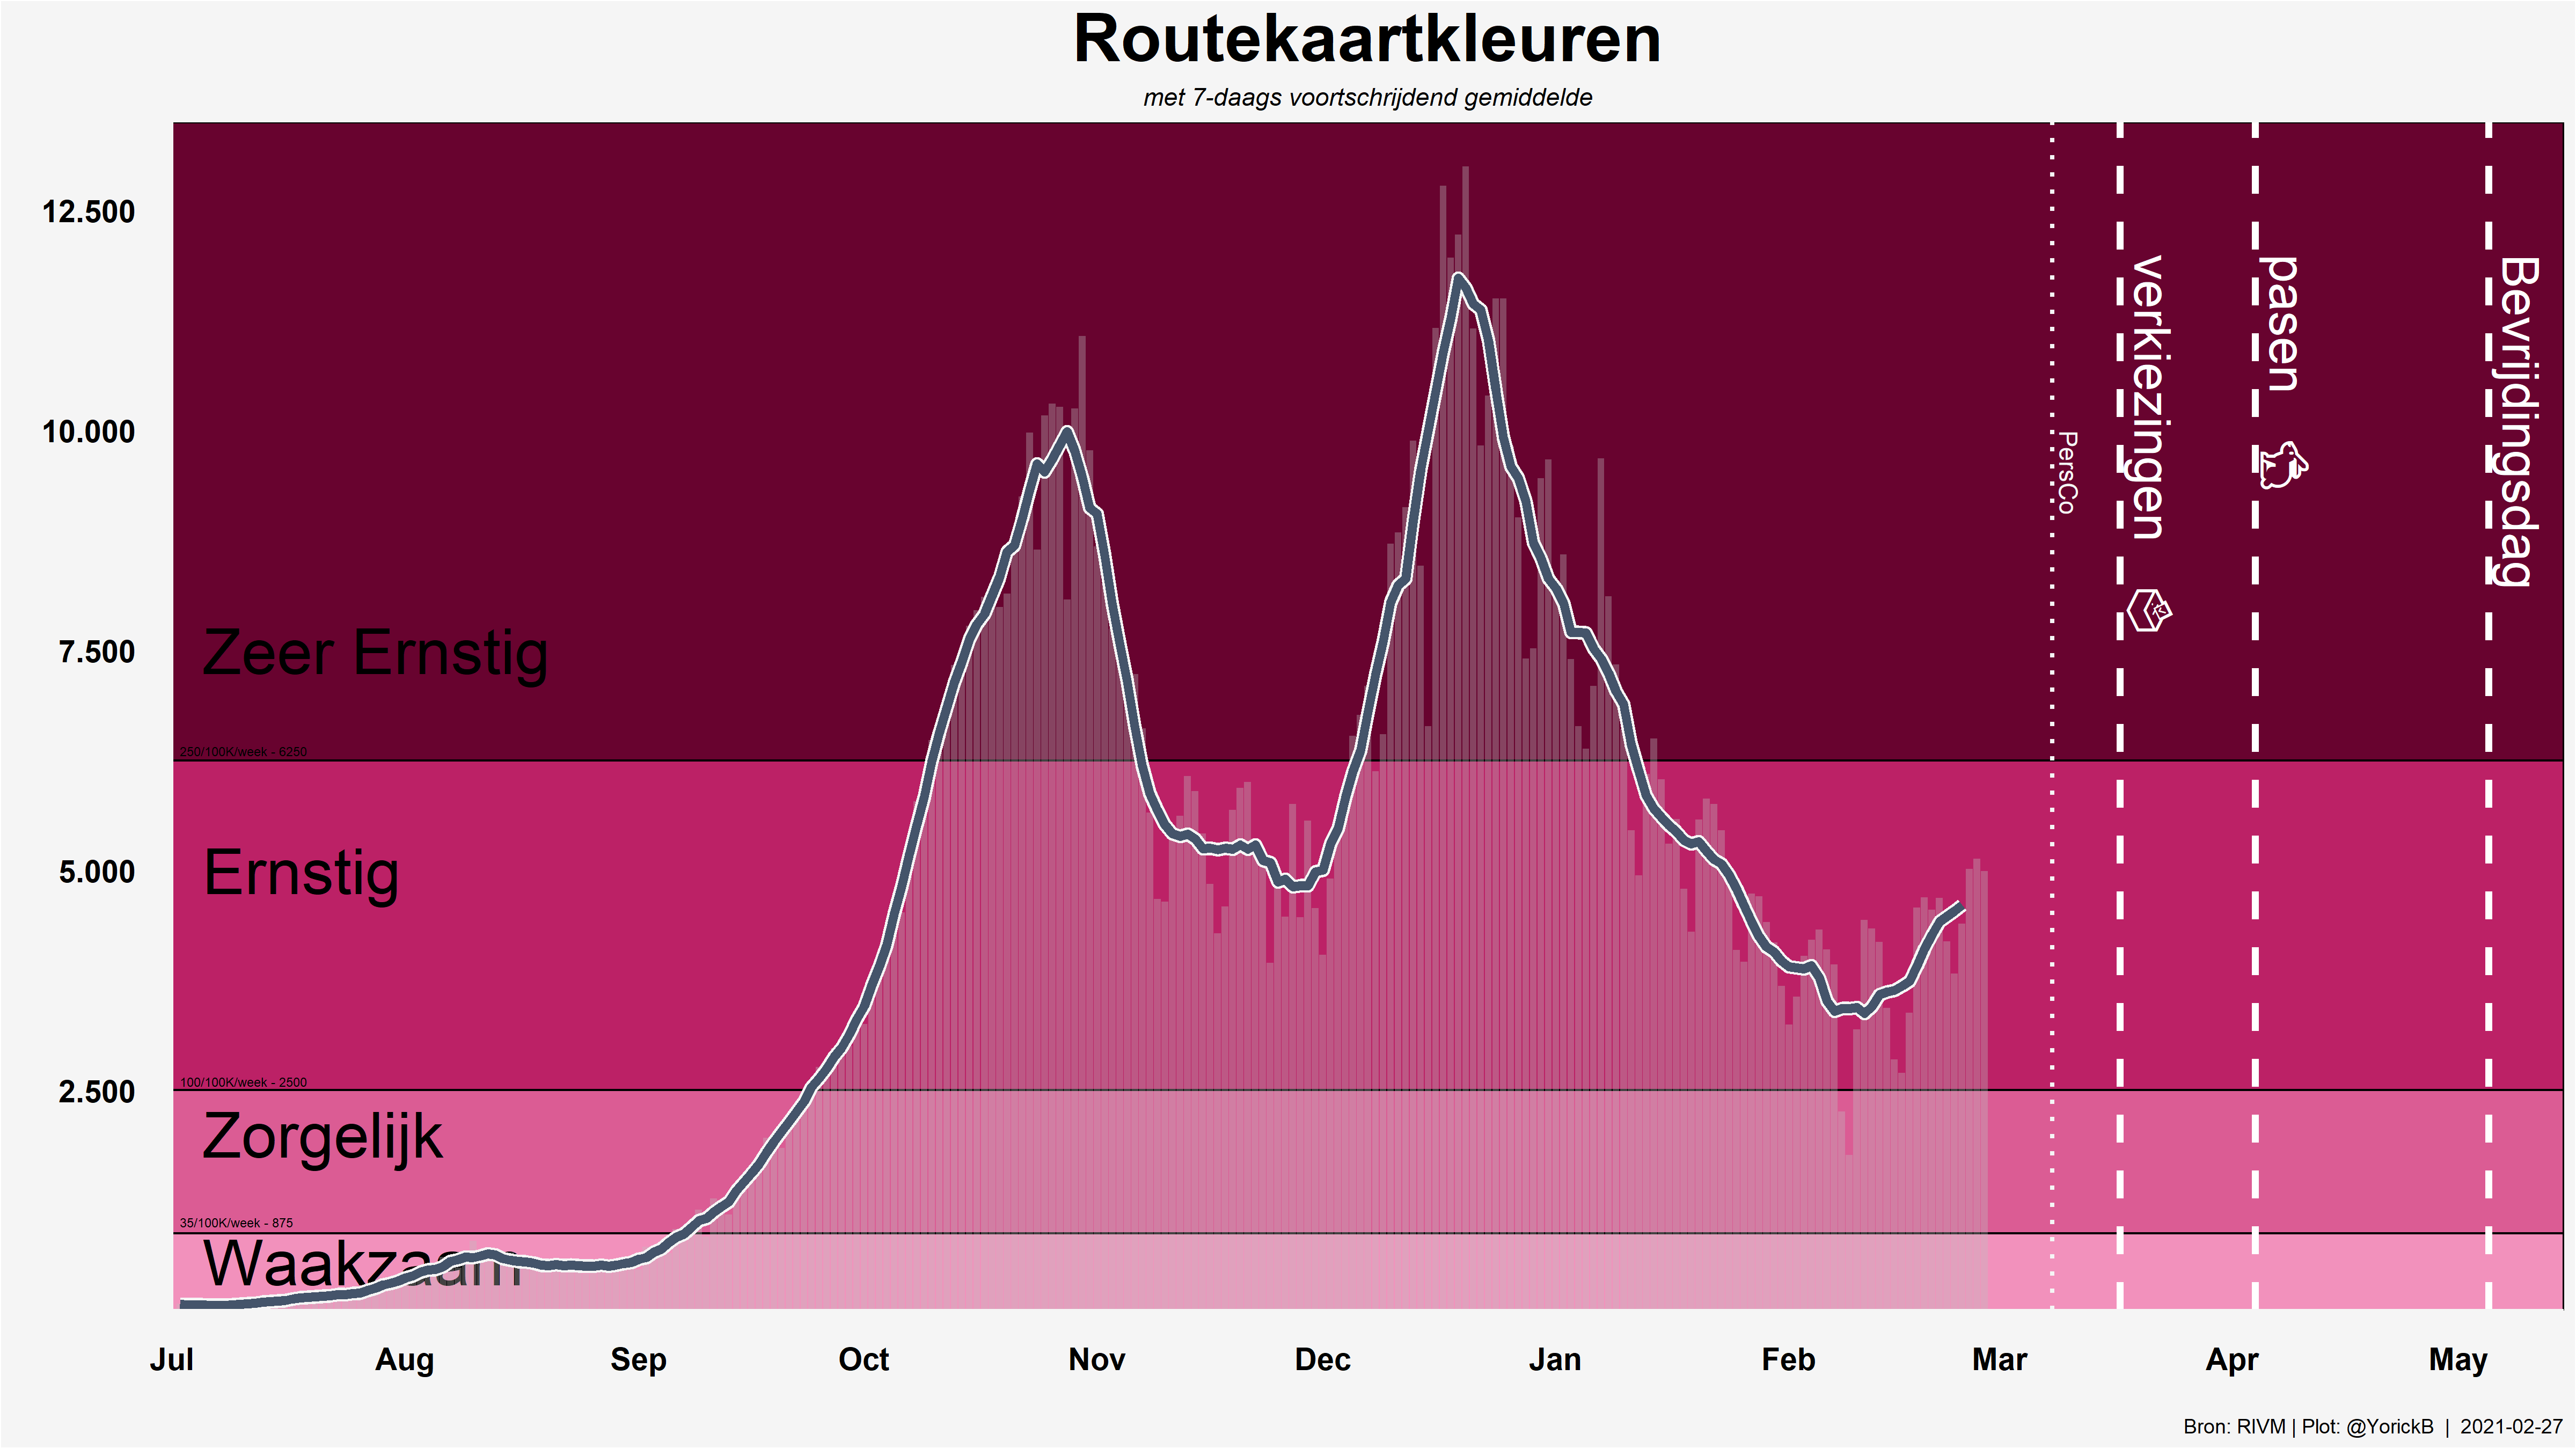 Routekaartkleuren
met 7-daags voortschrijdend gemiddelde
12.500
10.000
7.500
5.000
2.500
Zeer Ernstig
250/100K/week - 6250
Ernstig
100/100K/week - 2500
Zorgelijk
35/100K/week - 875
Waakzaam
PersCo
verkiezingen
pasen
Bevrijdingsdag
Jul Aug Sep Oct Nov Dec Jan Feb Mar Apr May
Bron: RIVM | Plot: @YorickB | 2021-02-27